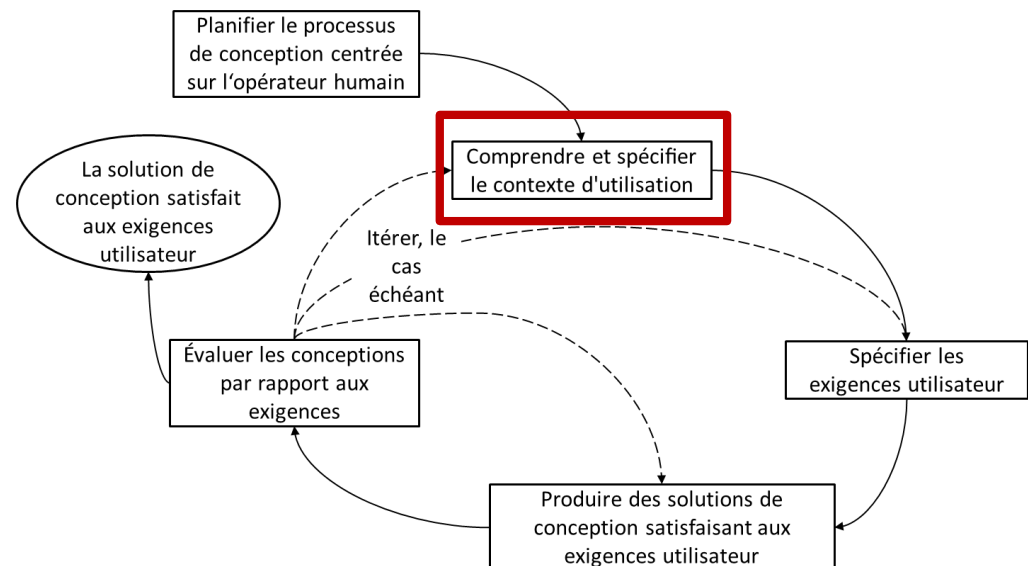 Planifier le processus
de conception centrée
sur l‘opérateur humain
Comprendre et spécifier
le contexte d'utilisation
La solution de
conception satisfait
aux exigences
utilisateur
Itérer, le
cas
échéant
Évaluer les conceptions
par rapport aux
exigences
Spécifier les
exigences utilisateur
Produire des solutions de
conception satisfaisant aux
exigences utilisateur